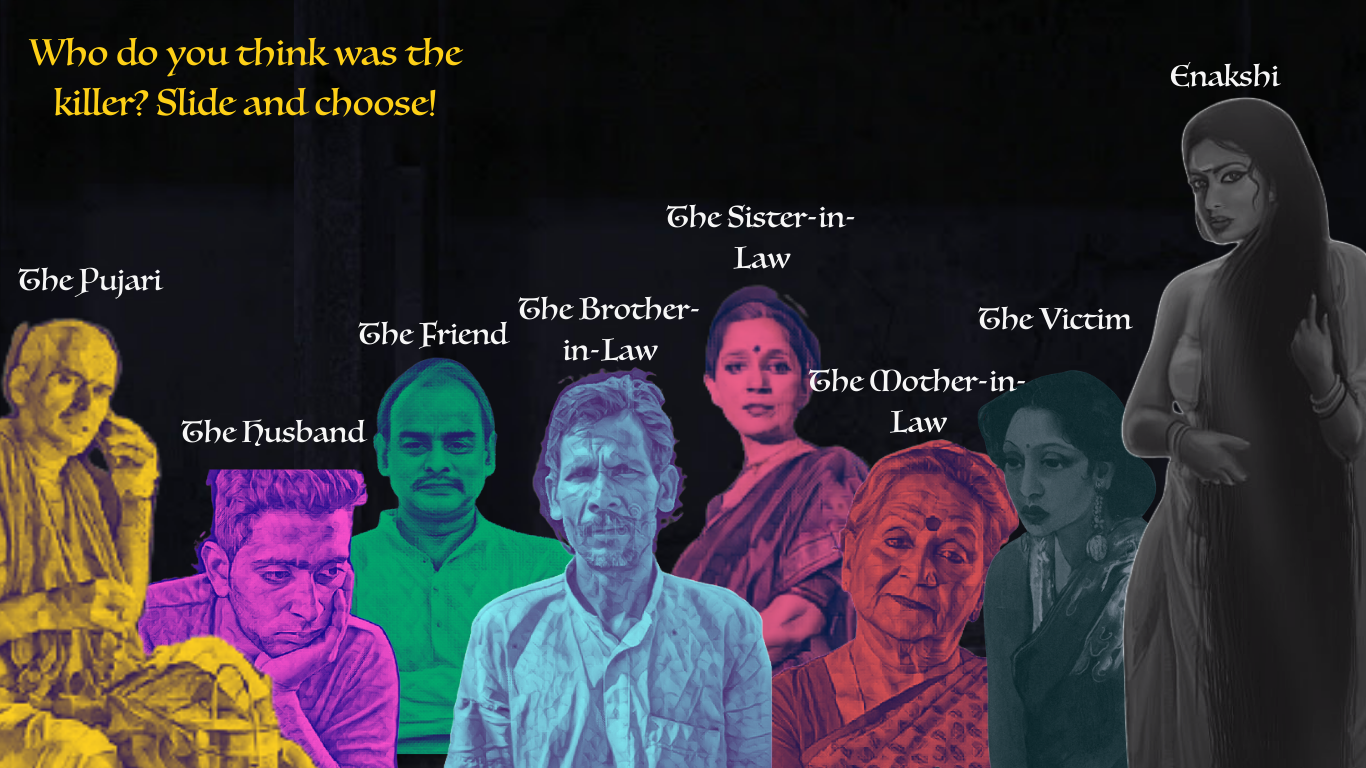 Who do you think was the
killer? Slide and choose!
Enakshi
The Sister-in-
Law
The Pujari
The Brother-
in-Law
The Friend
The Victim
The Mother-in-
Law
The Husband